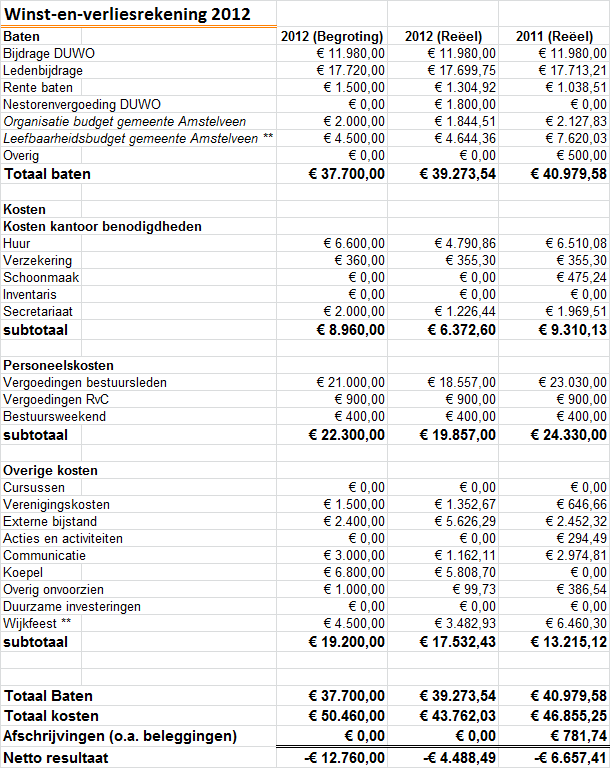 Winst-en-verliesrekening 2012
Baten 2012 (Begroting) 2012 (Reëel) 2011 (Reëel)
Bijdrage DUWO € 11.980,00 € 11.980,00 € 11.980,00
Ledenbijdrage € 17.720,00 € 17.699,75 € 17.713,21
Rente baten € 1.500,00 € 1.304,92 € 1.038,51
Nestorenvergoeding DUWO € 0,00 € 1.800,00 € 0,00
Organisatie budget gemeente Amstelveen € 2.000,00 € 1.844,51 € 2.127,83
Leefbaarheidsbudget gemeente Amstelveen ** € 4.500,00 € 4.644,36 € 7.620,03
Overig € 0,00 € 0,00 € 500,00
Totaal baten € 37.700,00 € 39.273,54 € 40.979,58
Kosten
Kosten kantoor benodigdheden
Huur € 6.600,00 € 4.790,86 € 6.510,08
Verzekering € 360,00 € 355,30 € 355,30
Schoonmaak € 0,00 € 0,00 € 475,24
Inventaris € 0,00 € 0,00 € 0,00
Secretariaat € 2.000,00 € 1.226,44 € 1.969,51
subtotaal € 8.960,00 € 6.372,60 € 9.310,13
Personeelskosten
Vergoedingen bestuursleden € 21.000,00 € 18.557,00 € 23.030,00
Vergoedingen RvC € 900,00 € 900,00 € 900,00
Bestuursweekend € 400,00 € 400,00 € 400,00
subtotaal € 22.300,00 € 19.857,00 € 24.330,00
Overige kosten
Cursussen € 0,00 € 0,00 € 0,00
Verenigingskosten € 1.500,00 € 1.352,67 € 646,66
Externe bijstand € 2.400,00 € 5.626,29 € 2.452,32
Acties en activiteiten € 0,00 € 0,00 € 294,49
Communicatie € 3.000,00 € 1.162,11 € 2.974,81
Koepel € 6.800,00 € 5.808,70 € 0,00
Overig onvoorzien € 1.000,00 € 99,73 € 386,54
Duurzame investeringen € 0,00 € 0,00 € 0,00
Wijkfeest ** € 4.500,00 € 3.482,93 € 6.460,30
subtotaal € 19.200,00 € 17.532,43 € 13.215,12
Totaal Baten € 37.700,00 € 39.273,54 € 40.979,58
Totaal kosten € 50.460,00 € 43.762,03 € 46.855,25
Afschrijvingen (o.a. beleggingen) € 0,00 € 0,00 € 781,74
Netto resultaat -€ 12.760,00 -€ 4.488,49 -€ 6.657,41